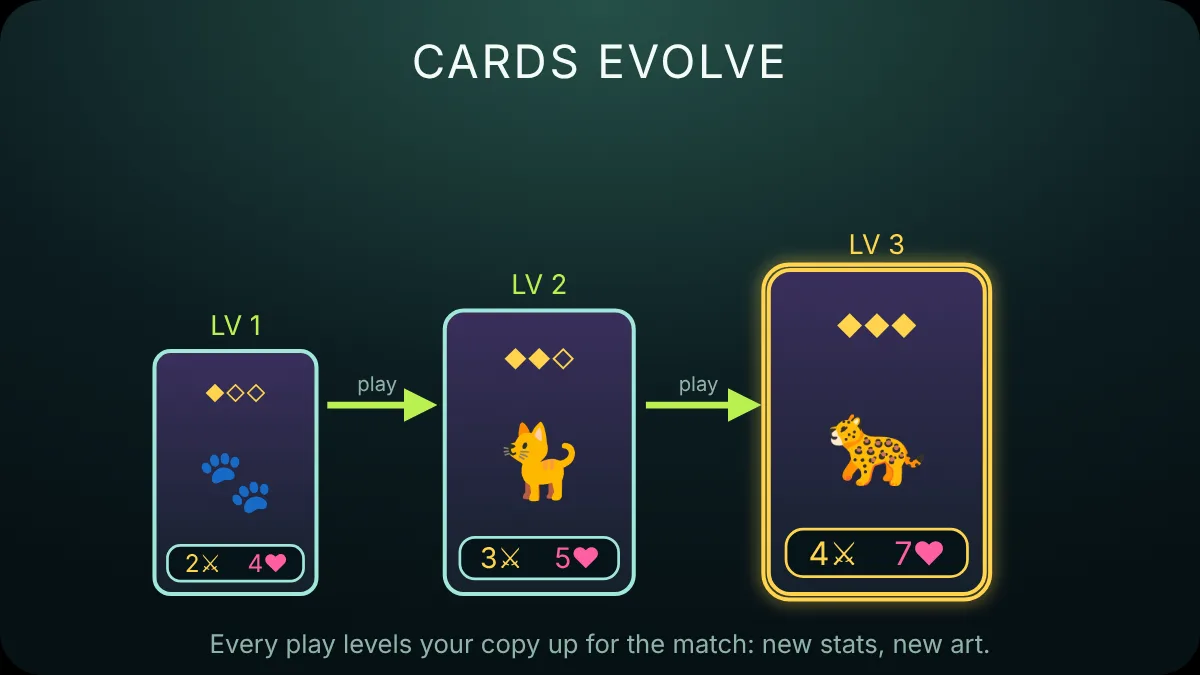 CARDS EVOLVE
LV 1
LV 2
LV 3
play
play
2⚔ 4♥
3⚔ 5♥
4⚔ 7♥
Every play levels your copy up for the match: new stats, new art.